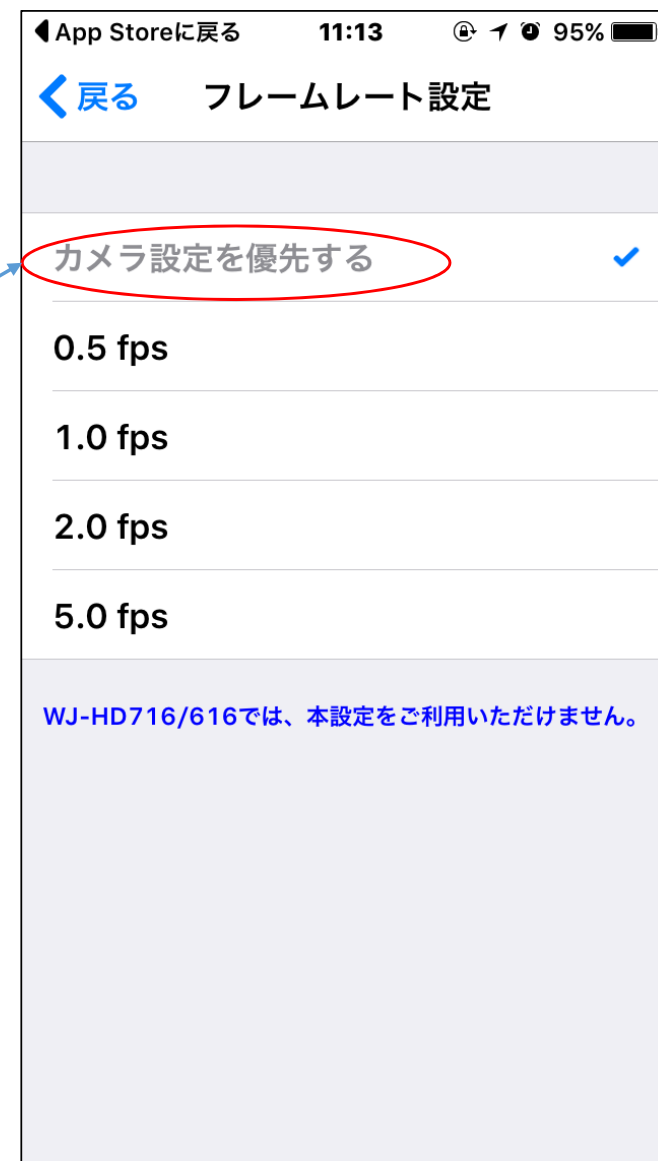 App Storeに戻る 11:13 95%
戻る フレームレート設定
カメラ設定を優先する
0.5 fps
1.0 fps
2.0 fps
5.0 fps
WJ-HD716/616では、本設定をご利用いただけません。